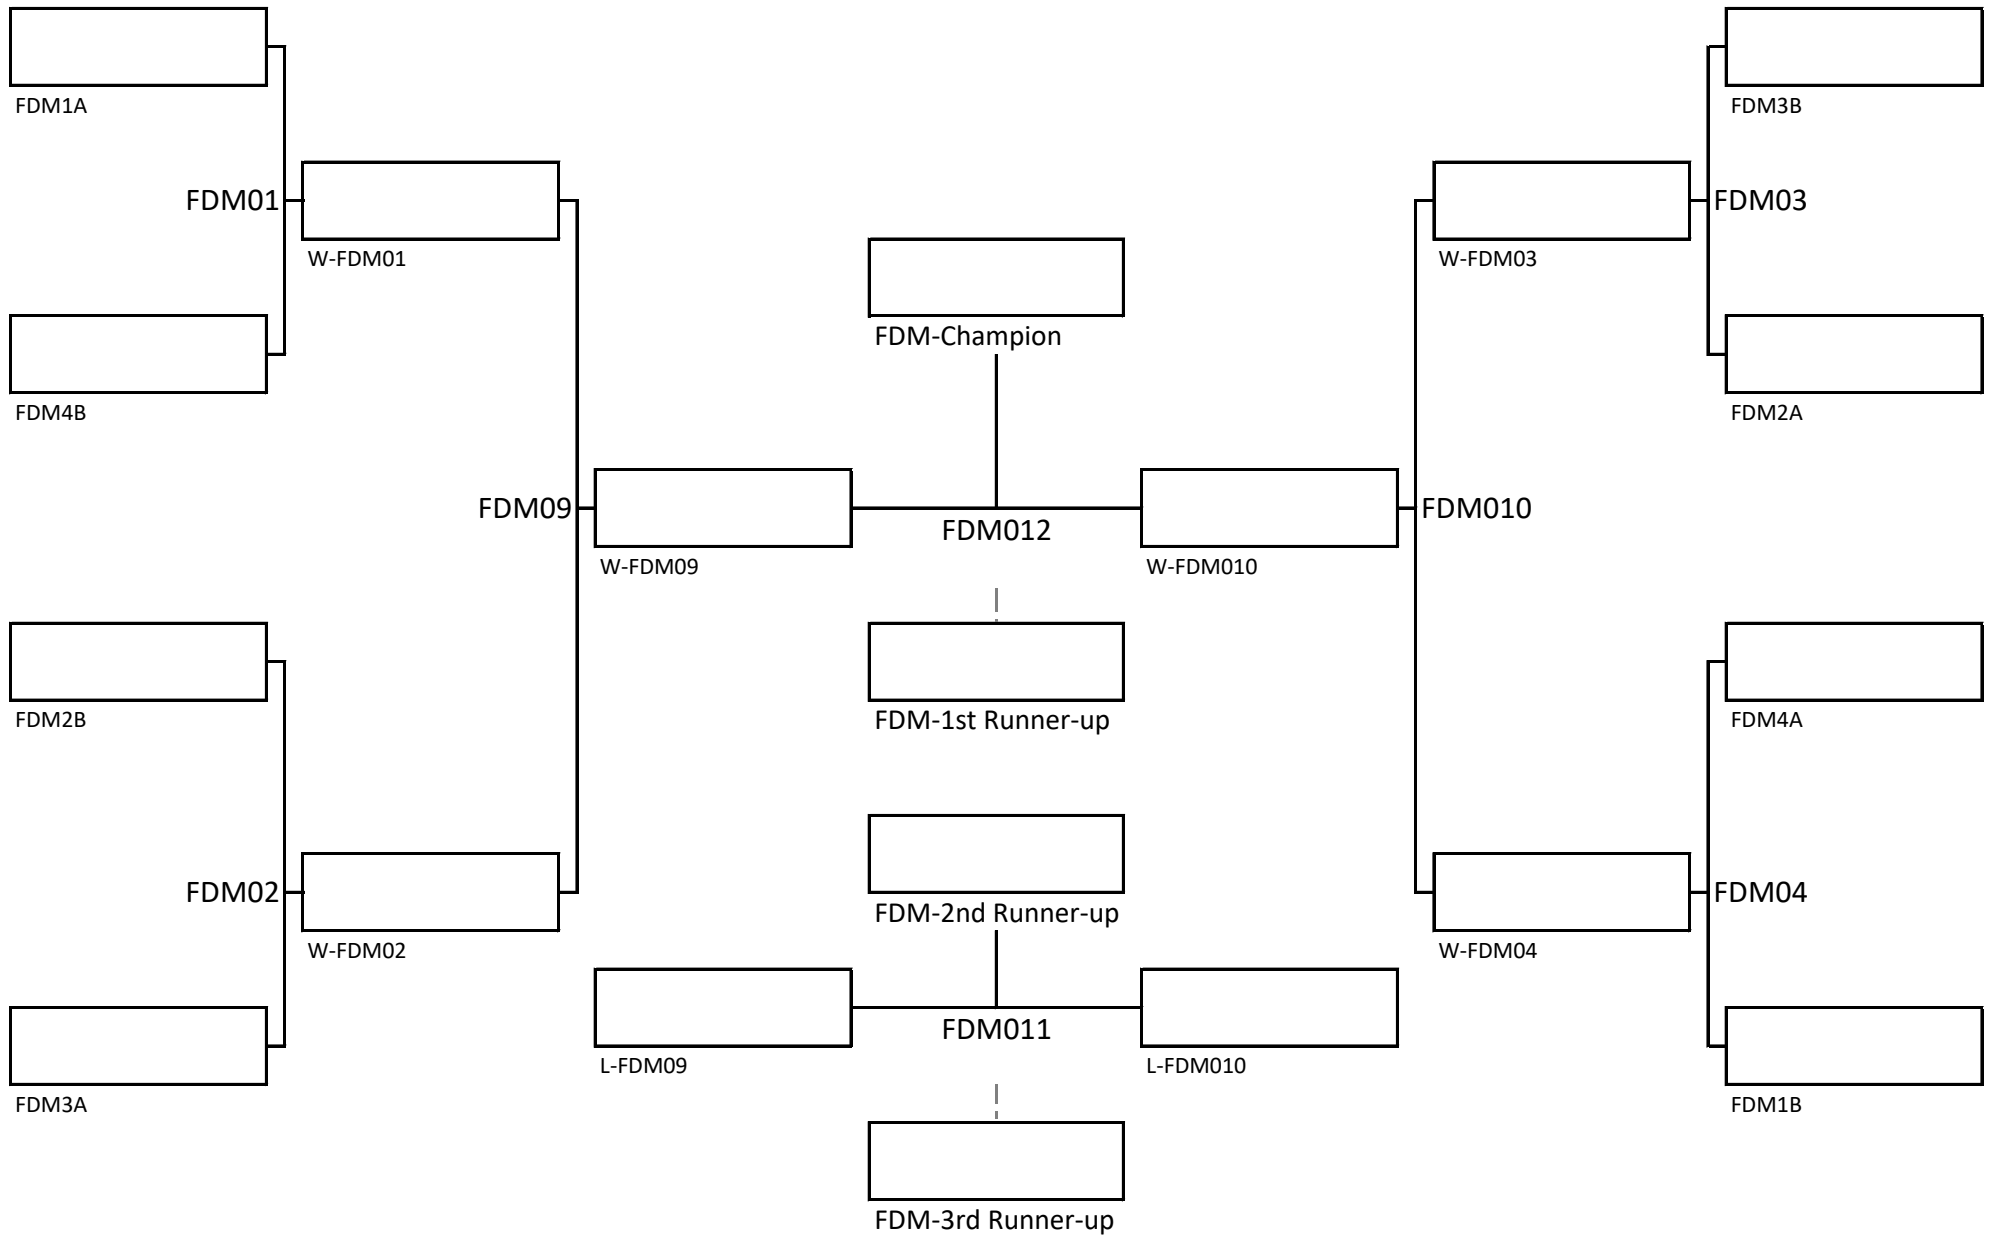 FDM1A
FDM3B
FDM01
FDM03
W-FDM01
W-FDM03
FDM-Champion
FDM4B
FDM2A
FDM09
FDM012
FDM010
W-FDM09
W-FDM010
FDM2B
FDM-1st Runner-up
FDM4A
FDM02
FDM04
FDM-2nd Runner-up
W-FDM02
W-FDM04
FDM011
L-FDM09
L-FDM010
FDM3A
FDM1B
FDM-3rd Runner-up